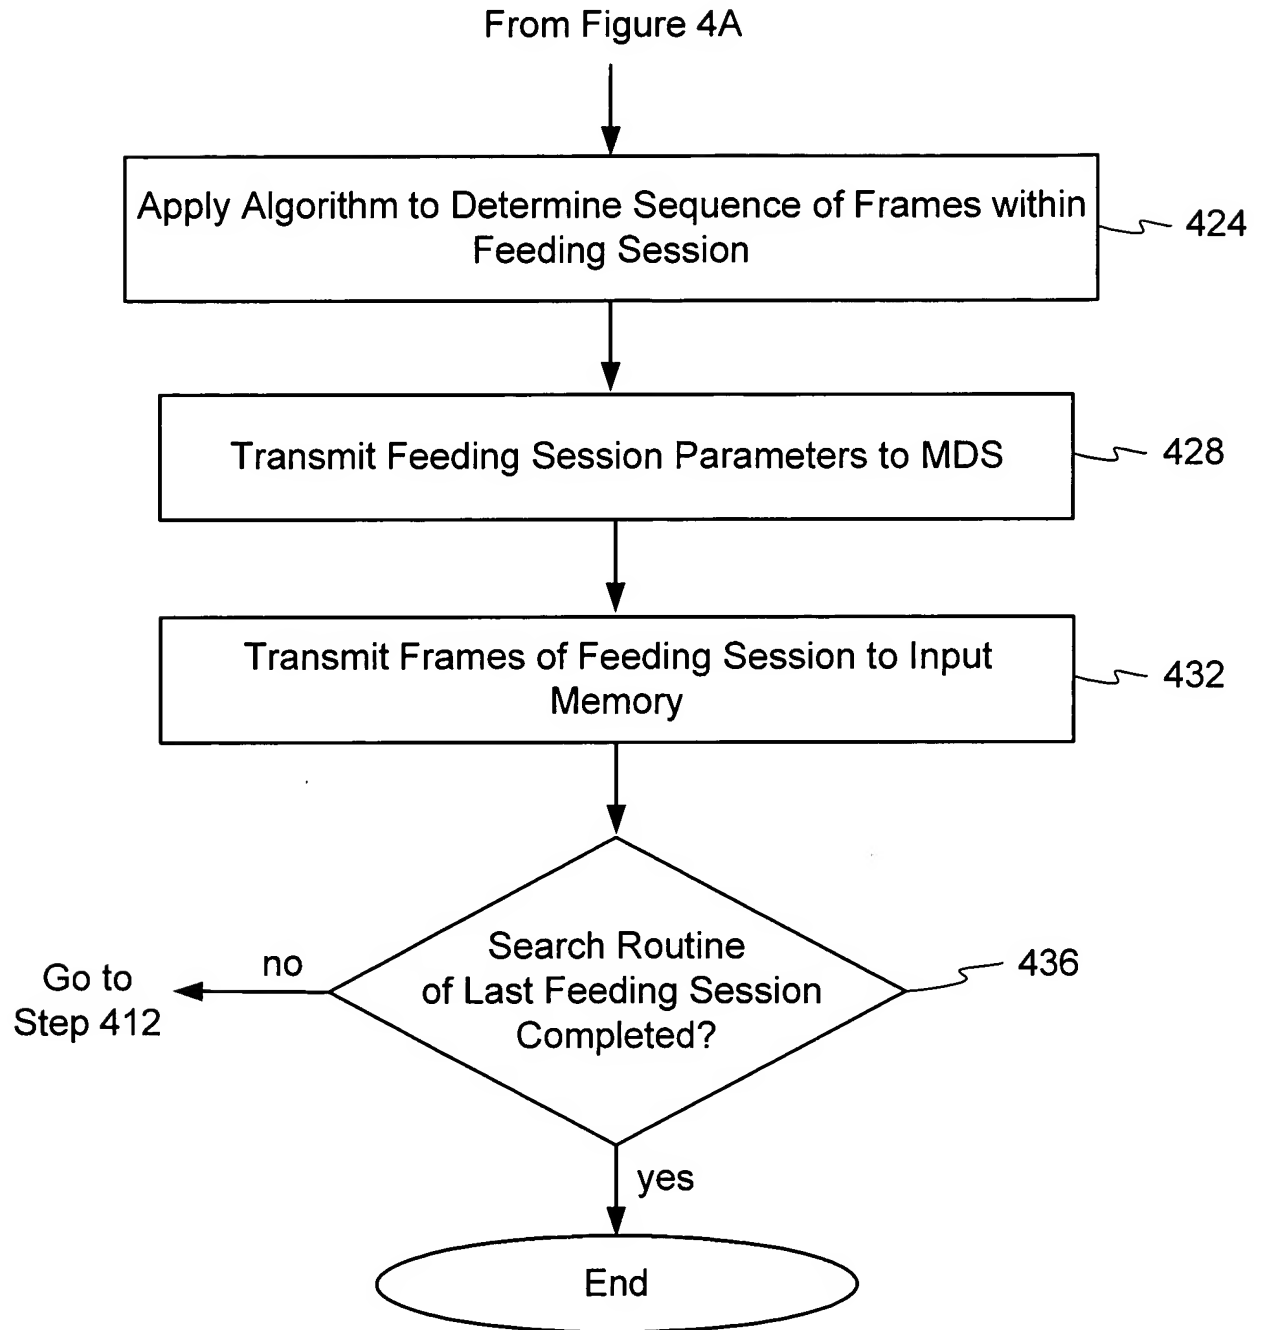 From Figure 4A
Apply Algorithm to Determine Sequence of Frames within
Feeding Session
424
Transmit Feeding Session Parameters to MDS
428
Transmit Frames of Feeding Session to Input
Memory
432
Search Routine
of Last Feeding Session
Completed?
436
no
Go to
Step 412
yes
End